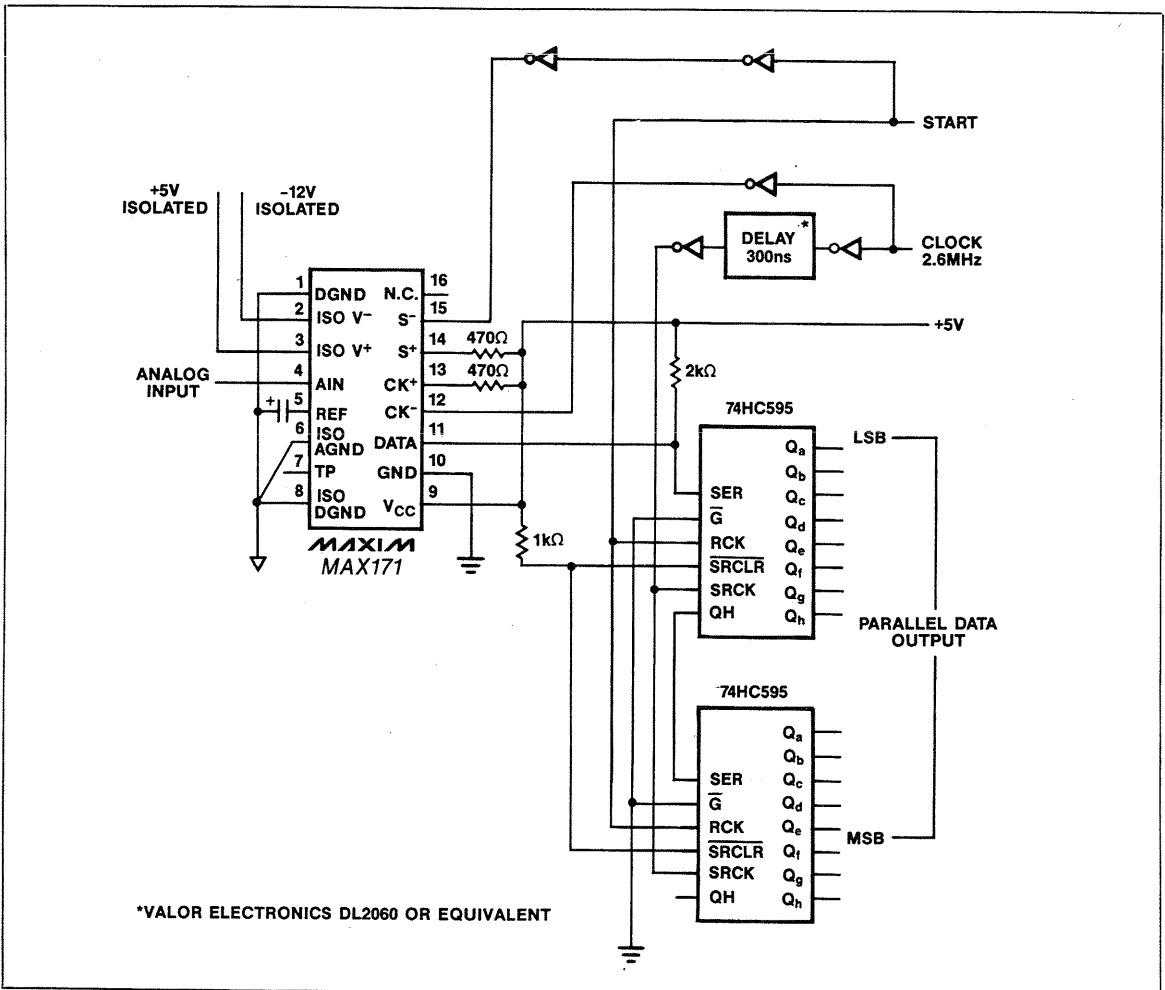 START
+5V
ISOLATED
-12V
ISOLATED
DELAY
300ns
*
CLOCK
2.6MHz
1
DGND
2
ISO V-
3
ISO V+
4
AIN
5
REF
6
ISO
AGND
7
TP
8
ISO
DGND
N.C.
16
S-
15
S+
14
CK+
13
CK-
12
DATA
11
GND
10
VCC
9
ANALOG
INPUT
+
470Ω
470Ω
+5V
2kΩ
1kΩ
MAXIM
MAX171
74HC595
SER
G
RCK
SRCLR
SRCK
QH
Qa
Qb
Qc
Qd
Qe
Qf
Qg
Qh
LSB
PARALLEL DATA
OUTPUT
MSB
74HC595
SER
G
RCK
SRCLR
SRCK
QH
Qa
Qb
Qc
Qd
Qe
Qf
Qg
Qh
*VALOR ELECTRONICS DL2060 OR EQUIVALENT